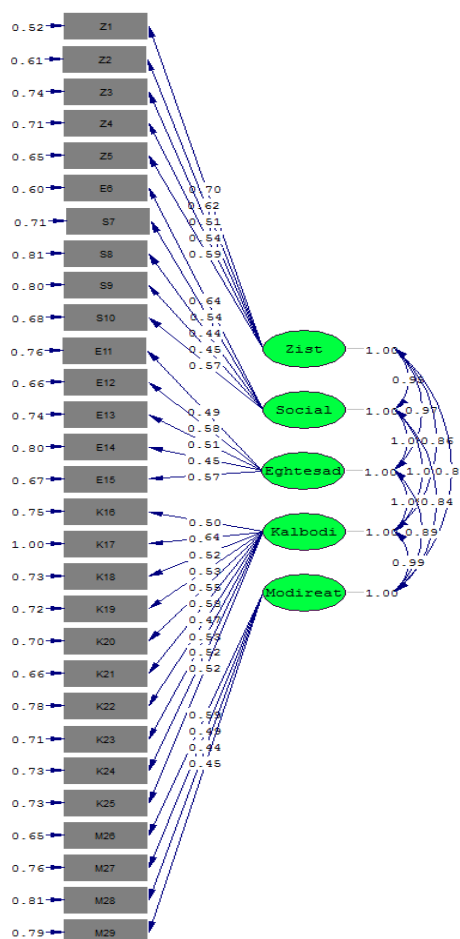 0.52 Z1
0.61 Z2
0.74 Z3
0.71 Z4
0.65 Z5
0.60 E6
0.71 S7
0.81 S8
0.80 S9
0.68 S10
0.76 E11
0.66 E12
0.74 E13
0.80 E14
0.67 E15
0.75 K16
1.00 K17
0.73 K18
0.72 K19
0.70 K20
0.66 K21
0.78 K22
0.71 K23
0.73 K24
0.73 K25
0.65 M26
0.76 M27
0.81 M28
0.79 M29
0.70
0.62
0.51
0.54
0.59
0.64
0.54
0.44
0.45
0.57
0.49
0.58
0.51
0.45
0.57
0.50
0.64
0.52
0.53
0.55
0.58
0.47
0.53
0.52
0.52
0.59
0.49
0.44
0.45
Zist 1.00
Social 1.00
Eghtesad 1.00
Kalbodi 1.00
Modireat 1.00
0.97
0.86
0.84
0.89
0.99